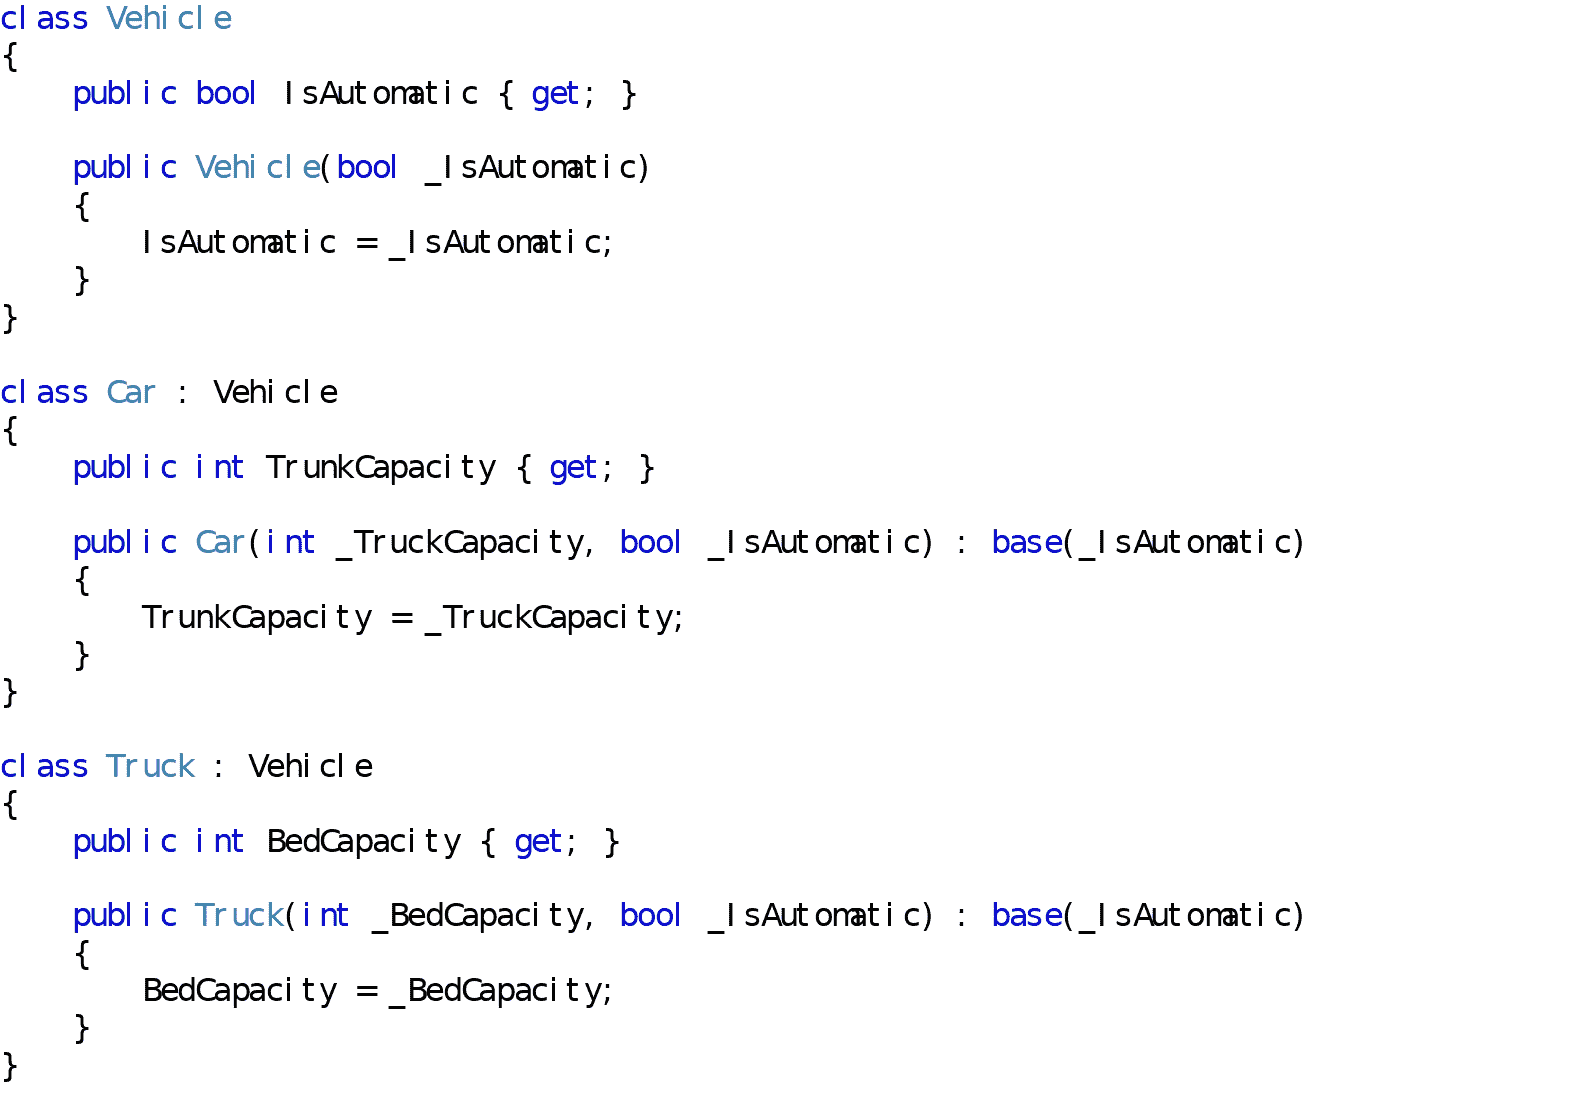 class Vehicle
{
    public bool IsAutomatic { get; }
    public Vehicle(bool _IsAutomatic)
    {
        IsAutomatic = _IsAutomatic;
    }
}
class Car : Vehicle
{
    public int TrunkCapacity { get; }
    public Car(int _TruckCapacity, bool _IsAutomatic) : base(_IsAutomatic)
    {
        TrunkCapacity = _TruckCapacity;
    }
}
class Truck : Vehicle
{
    public int BedCapacity { get; }
    public Truck(int _BedCapacity, bool _IsAutomatic) : base(_IsAutomatic)
    {
        BedCapacity = _BedCapacity;
    }
}